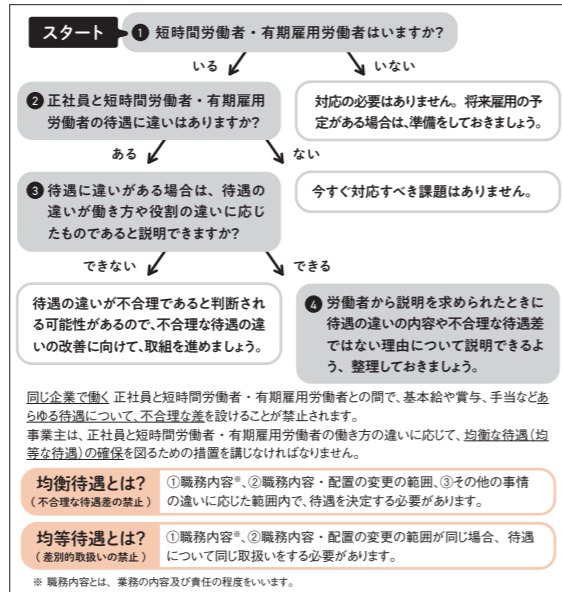 スタート
❶ 短時間労働者・有期雇用労働者はいますか?
いる
いない
❷ 正社員と短時間労働者・有期雇用
労働者の待遇に違いはありますか?
対応の必要はありません。将来雇用の予
定がある場合は、準備をしておきましょう。
ある
ない
❸ 待遇に違いがある場合は、待遇の
違いが働き方や役割の違いに応じ
たものであると説明できますか?
今すぐ対応すべき課題はありません。
できない
できる
待遇の違いが不合理であると判断され
る可能性があるので、不合理な待遇の違
いの改善に向けて、取組を進めましょう。
❹ 労働者から説明を求められたときに
待遇の違いの内容や不合理な待遇差
ではない理由について説明できるよ
う、整理しておきましょう。
同じ企業で働く 正社員と短時間労働者・有期雇用労働者との間で、基本給や賞与、手当などあ
らゆる待遇について、不合理な差を設けることが禁止されます。
事業主は、正社員と短時間労働者・有期雇用労働者の働き方の違いに応じて、均衡な待遇(均
等な待遇)の確保を図るための措置を講じなければなりません。
均衡待遇とは?
(不合理な待遇差の禁止)
①職務内容※、②職務内容・配置の変更の範囲、③その他の事情
の違いに応じた範囲内で、待遇を決定する必要があります。
均等待遇とは?
(差別的取扱いの禁止)
①職務内容※、②職務内容・配置の変更の範囲が同じ場合、待遇
について同じ取扱いをする必要があります。
※ 職務内容とは、業務の内容及び責任の程度をいいます。